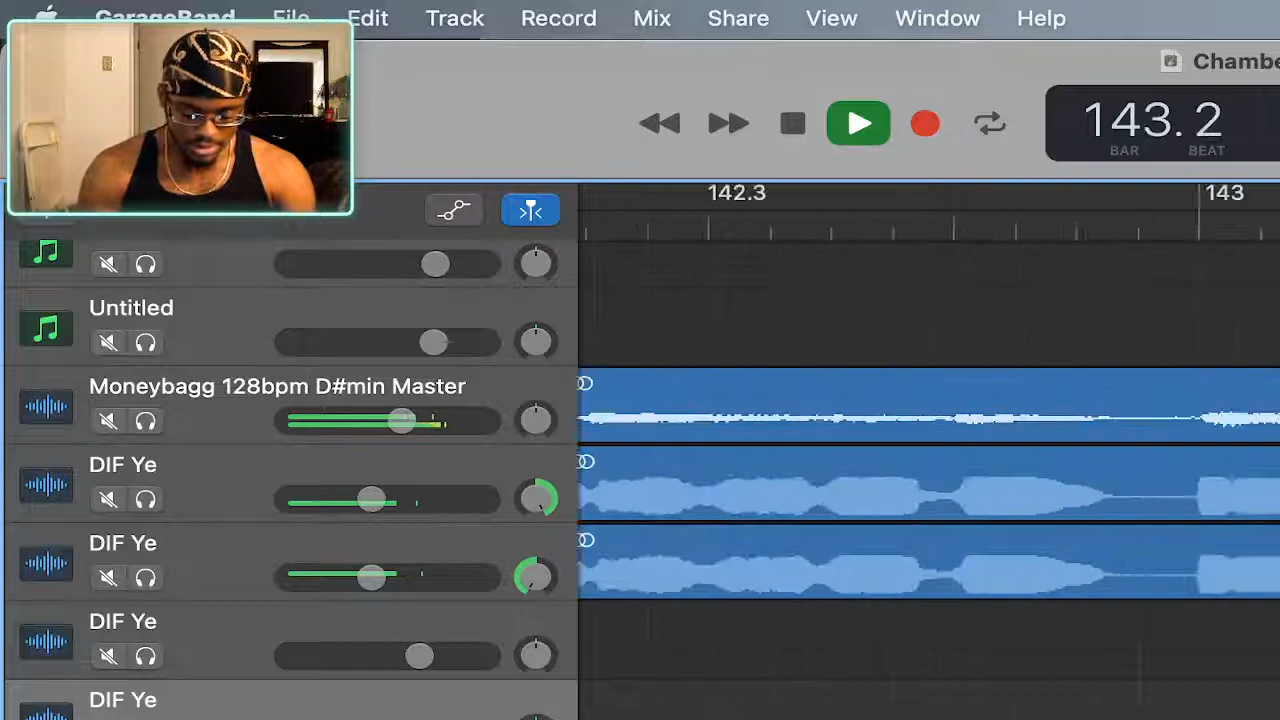 GarageBand File Edit Track Record Mix Share View Window Help
143. 2
BAR BEAT
142.3 143
Untitled
Moneybagg 128bpm D#min Master
DIF Ye
DIF Ye
DIF Ye
DIF Ye